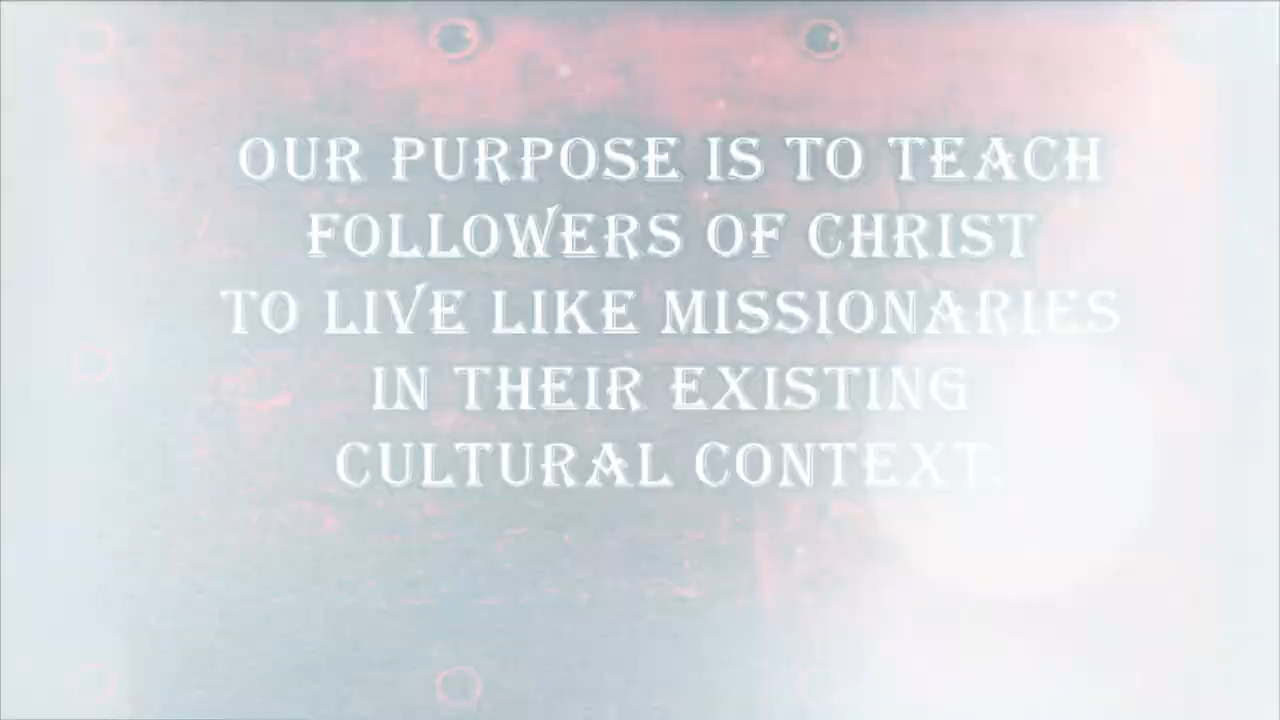 OUR PURPOSE IS TO TEACH
FOLLOWERS OF CHRIST
TO LIVE LIKE MISSIONARIES
IN THEIR EXISTING
CULTURAL CONTEXT.